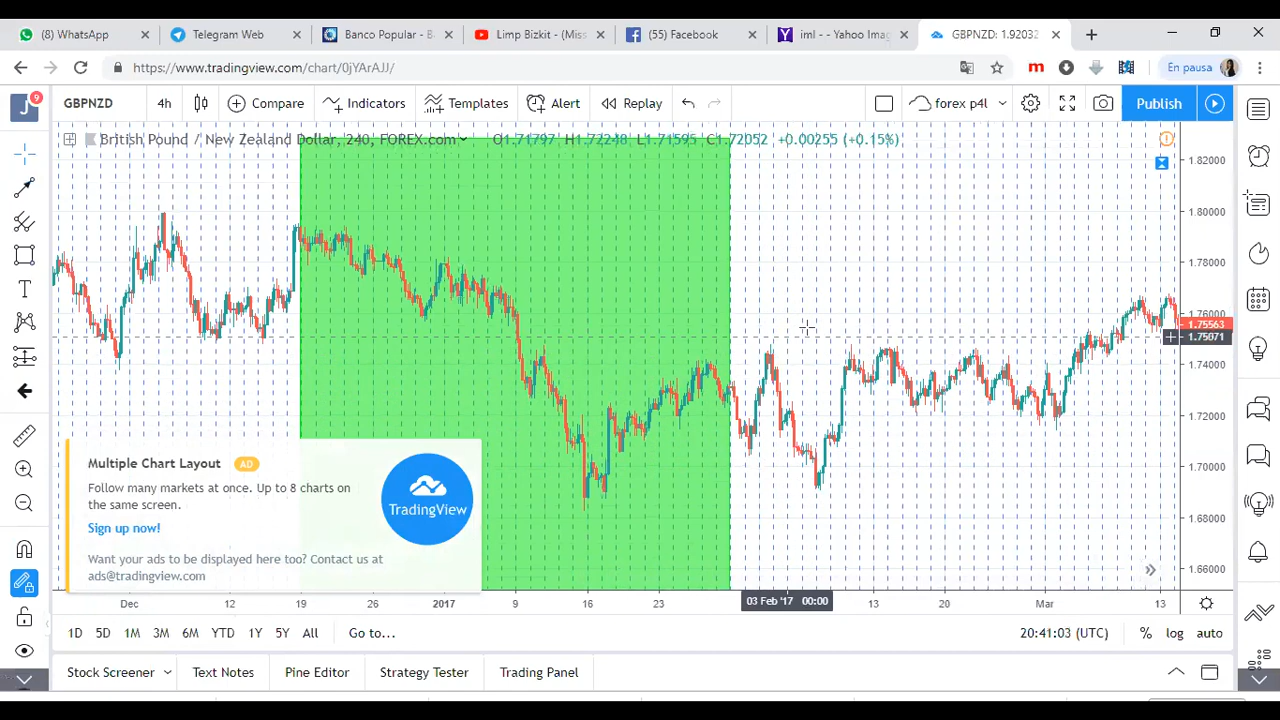 (8) WhatsApp
Telegram Web
Banco Popular - Ba
Limp Bizkit - (Miss
(55) Facebook
iml - - Yahoo Imag
GBPNZD: 1.92032
https://www.tradingview.com/chart/0jYArAJJ/
En pausa
J 9
GBPNZD
4h
Compare
Indicators
Templates
Alert
Replay
forex p4l
Publish
British Pound / New Zealand Dollar, 240, FOREX.com
O1.71797 H1.72248 L1.71595 C1.72052 +0.00255 (+0.15%)
1.82000
1.80000
1.78000
1.76000
1.75563
1.75071
1.74000
1.72000
1.70000
1.68000
1.66000
Multiple Chart Layout AD
Follow many markets at once. Up to 8 charts on
the same screen.
Sign up now!
Want your ads to be displayed here too? Contact us at
ads@tradingview.com
TradingView
Dec 12 19 26 2017 9 16 23 03 Feb '17 00:00 13 20 Mar 13
1D 5D 1M 3M 6M YTD 1Y 5Y All Go to...
20:41:03 (UTC) % log auto
Stock Screener Text Notes Pine Editor Strategy Tester Trading Panel